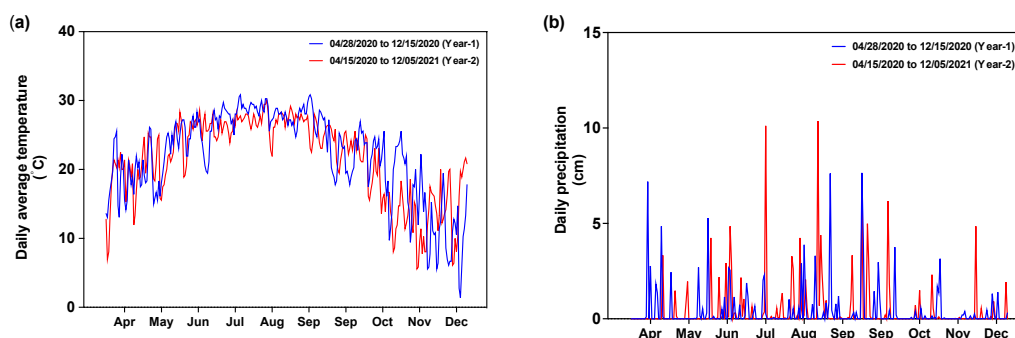 (a)
40
30
20
10
0
Daily average temperature
(°C)
04/28/2020 to 12/15/2020 (Year-1)
04/15/2020 to 12/05/2021 (Year-2)
Apr May Jun Jul Aug Sep Sep Oct Nov Dec
(b)
15
10
5
0
Daily precipitation
(cm)
04/28/2020 to 12/15/2020 (Year-1)
04/15/2020 to 12/05/2021 (Year-2)
Apr May Jun Jul Aug Sep Sep Oct Nov Dec